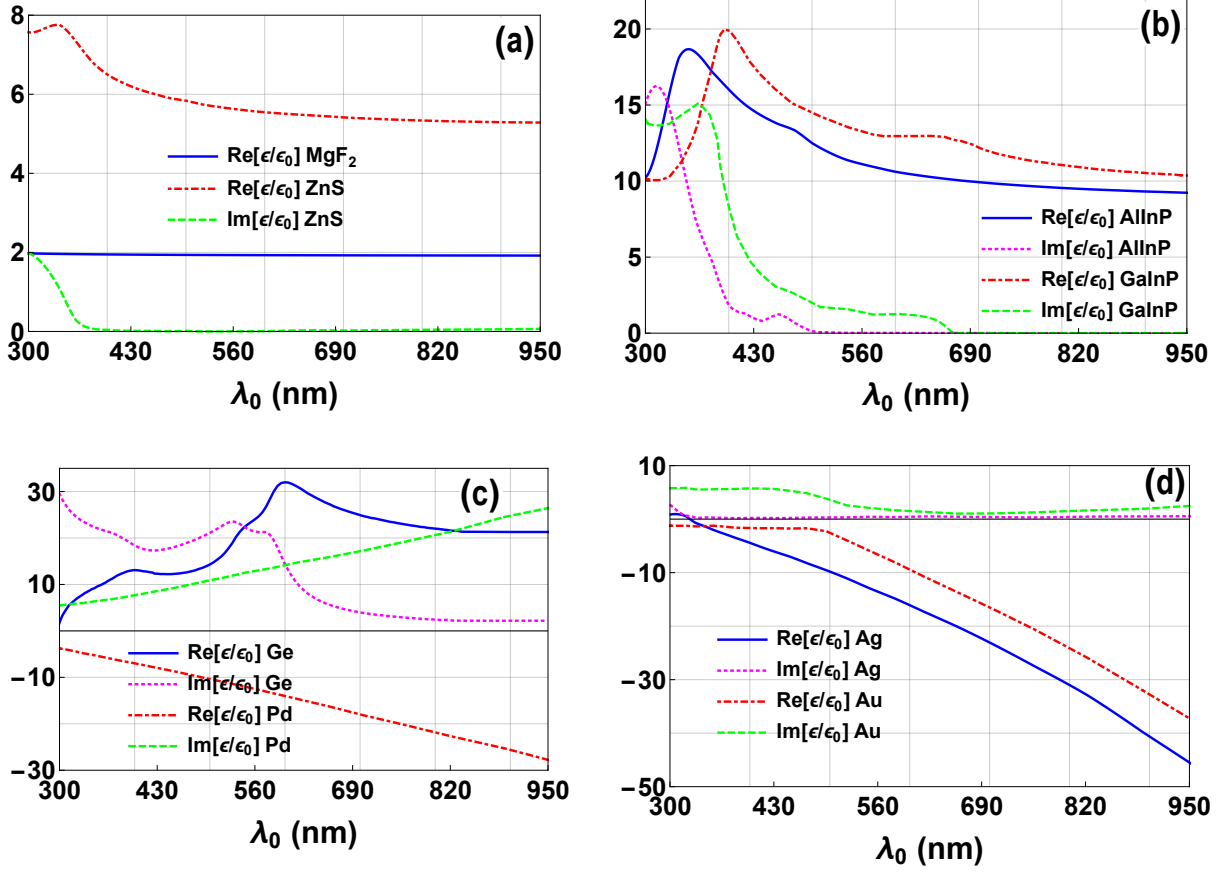 8
6
4
2
0
(a)
Re[ϵ/ϵ₀] MgF₂
Re[ϵ/ϵ₀] ZnS
Im[ϵ/ϵ₀] ZnS
300 430 560 690 820 950
λ₀ (nm)
20
15
10
5
0
(b)
Re[ϵ/ϵ₀] AlInP
Im[ϵ/ϵ₀] AlInP
Re[ϵ/ϵ₀] GaInP
Im[ϵ/ϵ₀] GaInP
300 430 560 690 820 950
λ₀ (nm)
30
10
−10
−30
(c)
Re[ϵ/ϵ₀] Ge
Im[ϵ/ϵ₀] Ge
Re[ϵ/ϵ₀] Pd
Im[ϵ/ϵ₀] Pd
300 430 560 690 820 950
λ₀ (nm)
10
−10
−30
−50
(d)
Re[ϵ/ϵ₀] Ag
Im[ϵ/ϵ₀] Ag
Re[ϵ/ϵ₀] Au
Im[ϵ/ϵ₀] Au
300 430 560 690 820 950
λ₀ (nm)